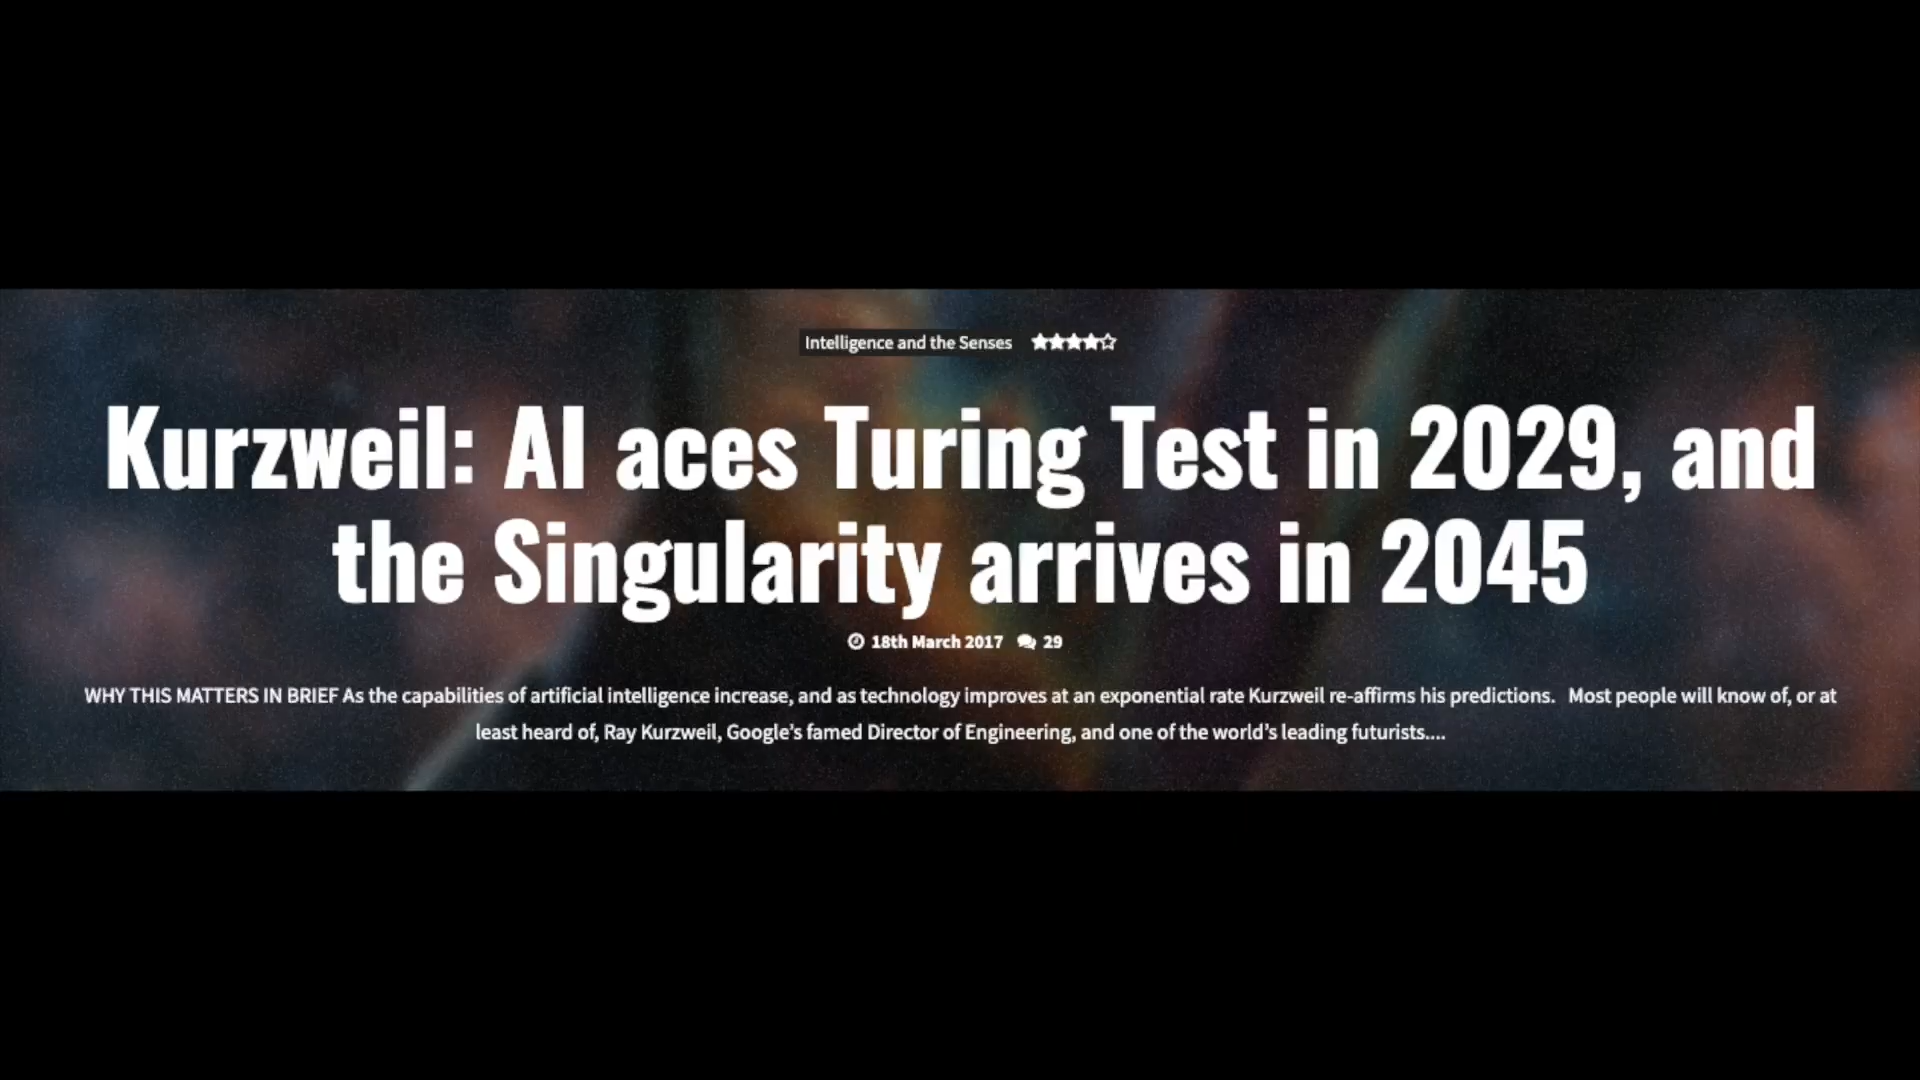 Intelligence and the Senses
Kurzweil: AI aces Turing Test in 2029, and
the Singularity arrives in 2045
18th March 2017 29
WHY THIS MATTERS IN BRIEF As the capabilities of artificial intelligence increase, and as technology improves at an exponential rate Kurzweil re-affirms his predictions. Most people will know of, or at
least heard of, Ray Kurzweil, Google’s famed Director of Engineering, and one of the world’s leading futurists....